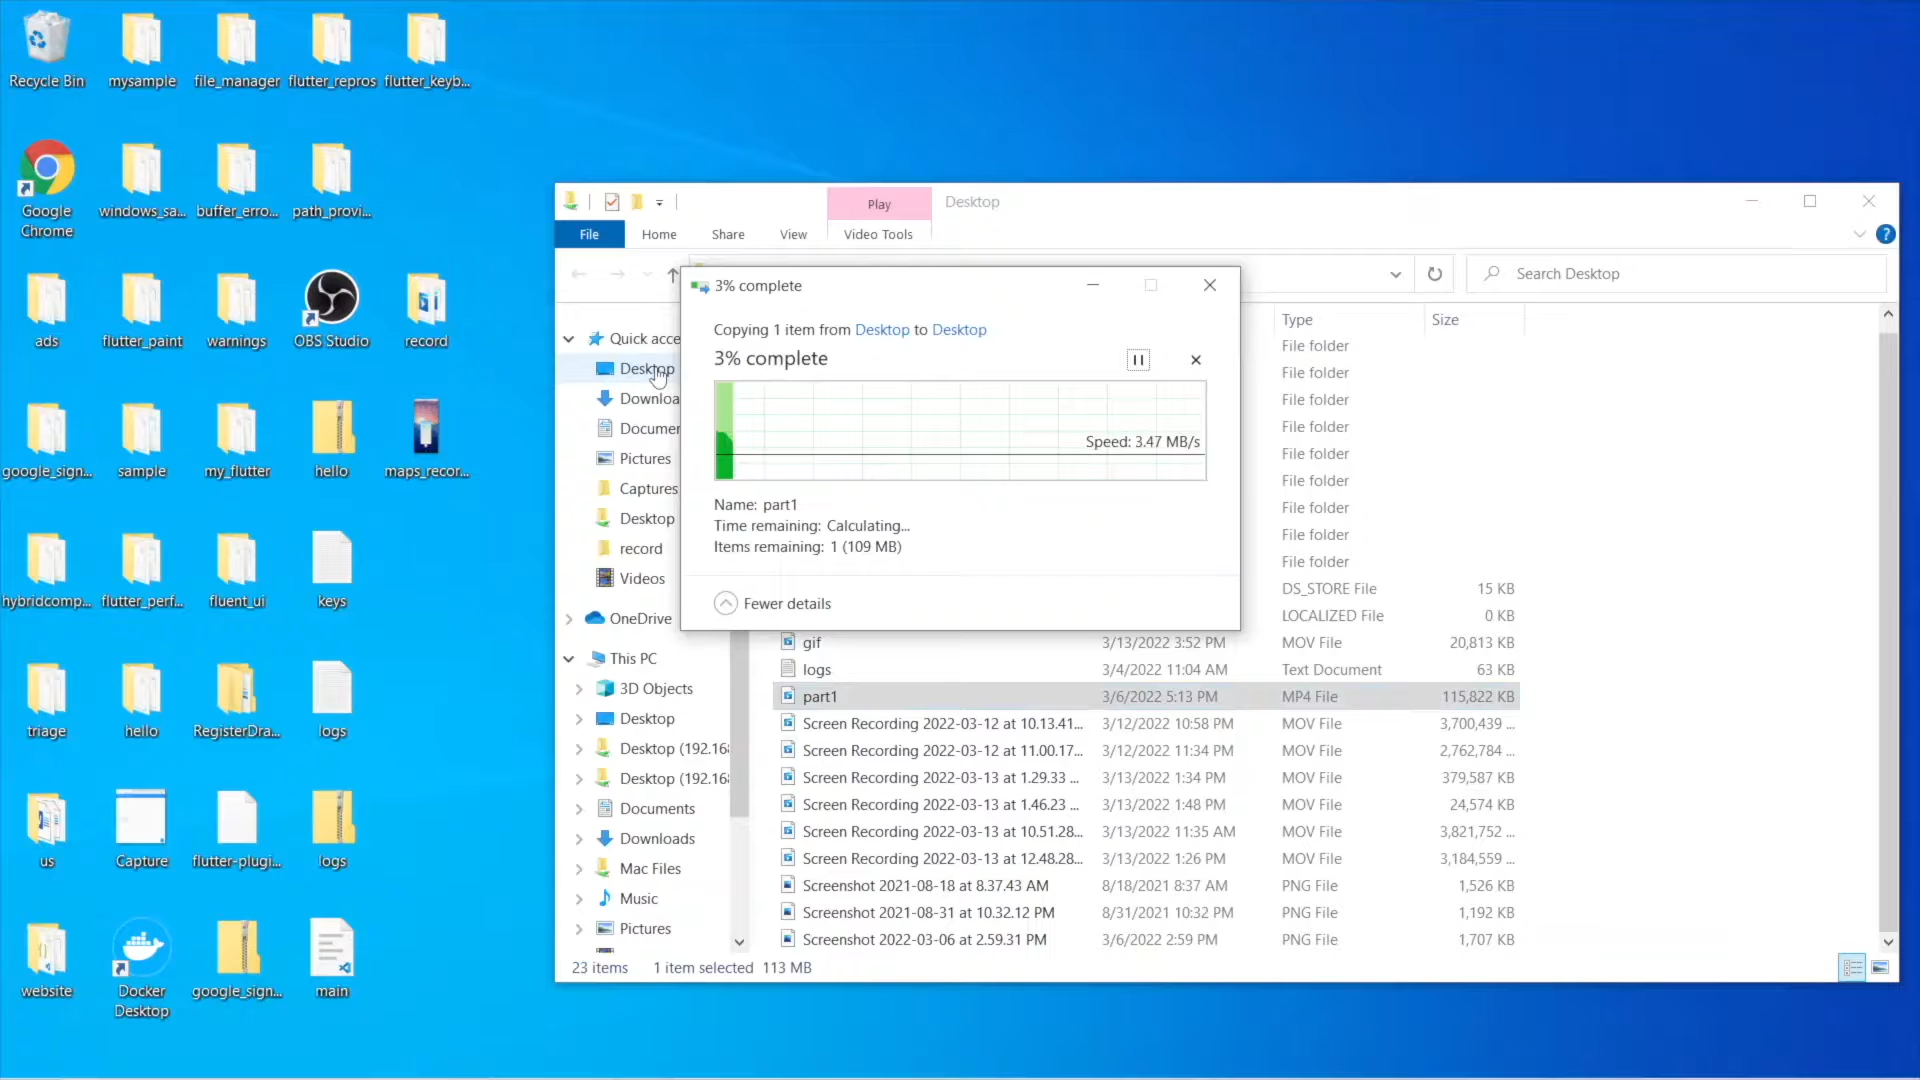 Recycle Bin
mysample
file_manager
flutter_repros
flutter_keyb...
Google
Chrome
windows_sa...
buffer_erro...
path_provi...
ads
flutter_paint
warnings
OBS Studio
record
google_sign...
sample
my_flutter
hello
maps_recor...
hybridcomp...
flutter_perf...
fluent_ui
keys
triage
hello
RegisterDra...
logs
us
Capture
flutter-plugi...
logs
website
Docker
Desktop
google_sign...
main
Play
Desktop
File
Home
Share
View
Video Tools
?
Search Desktop
Quick acce
Desktop
Downloa
Documen
Pictures
Captures
Desktop
record
Videos
OneDrive
This PC
3D Objects
Desktop
Desktop (192.168
Desktop (192.168
Documents
Downloads
Mac Files
Music
Pictures
3% complete
Copying 1 item from Desktop to Desktop
3% complete
Speed: 3.47 MB/s
Name: part1
Time remaining: Calculating...
Items remaining: 1 (109 MB)
Fewer details
Type Size
File folder
File folder
File folder
File folder
File folder
File folder
File folder
File folder
File folder
DS_STORE File 15 KB
LOCALIZED File 0 KB
gif 3/13/2022 3:52 PM MOV File 20,813 KB
logs 3/4/2022 11:04 AM Text Document 63 KB
part1 3/6/2022 5:13 PM MP4 File 115,822 KB
Screen Recording 2022-03-12 at 10.13.41... 3/12/2022 10:58 PM MOV File 3,700,439 ...
Screen Recording 2022-03-12 at 11.00.17... 3/12/2022 11:34 PM MOV File 2,762,784 ...
Screen Recording 2022-03-13 at 1.29.33 ... 3/13/2022 1:34 PM MOV File 379,587 KB
Screen Recording 2022-03-13 at 1.46.23 ... 3/13/2022 1:48 PM MOV File 24,574 KB
Screen Recording 2022-03-13 at 10.51.28... 3/13/2022 11:35 AM MOV File 3,821,752 ...
Screen Recording 2022-03-13 at 12.48.28... 3/13/2022 1:26 PM MOV File 3,184,559 ...
Screenshot 2021-08-18 at 8.37.43 AM 8/18/2021 8:37 AM PNG File 1,526 KB
Screenshot 2021-08-31 at 10.32.12 PM 8/31/2021 10:32 PM PNG File 1,192 KB
Screenshot 2022-03-06 at 2.59.31 PM 3/6/2022 2:59 PM PNG File 1,707 KB
23 items 1 item selected 113 MB